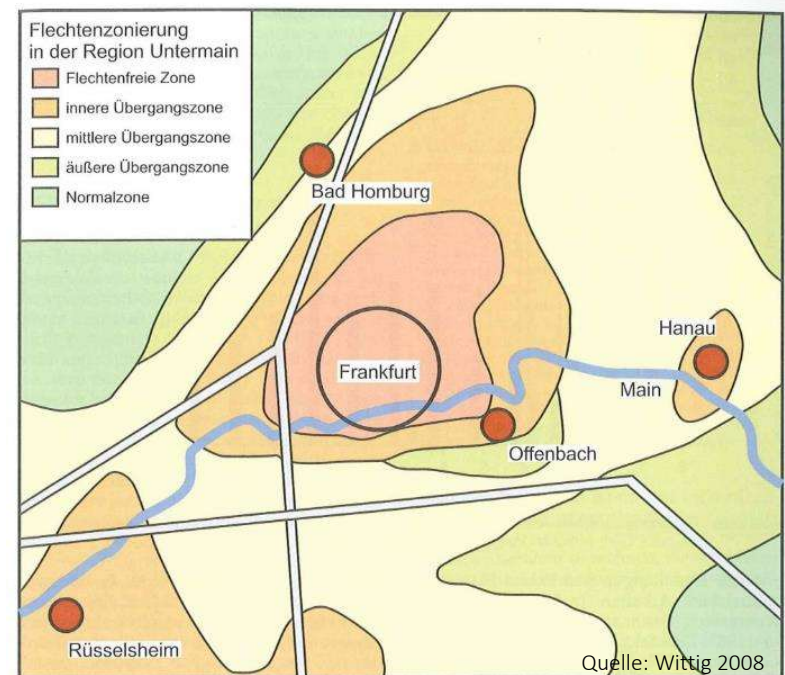 Flechtenzonierung
in der Region Untermain
Flechtenfreie Zone
innere Übergangszone
mittlere Übergangszone
äußere Übergangszone
Normalzone
Bad Homburg
Hanau
Frankfurt
Main
Offenbach
Rüsselsheim
Quelle: Wittig 2008